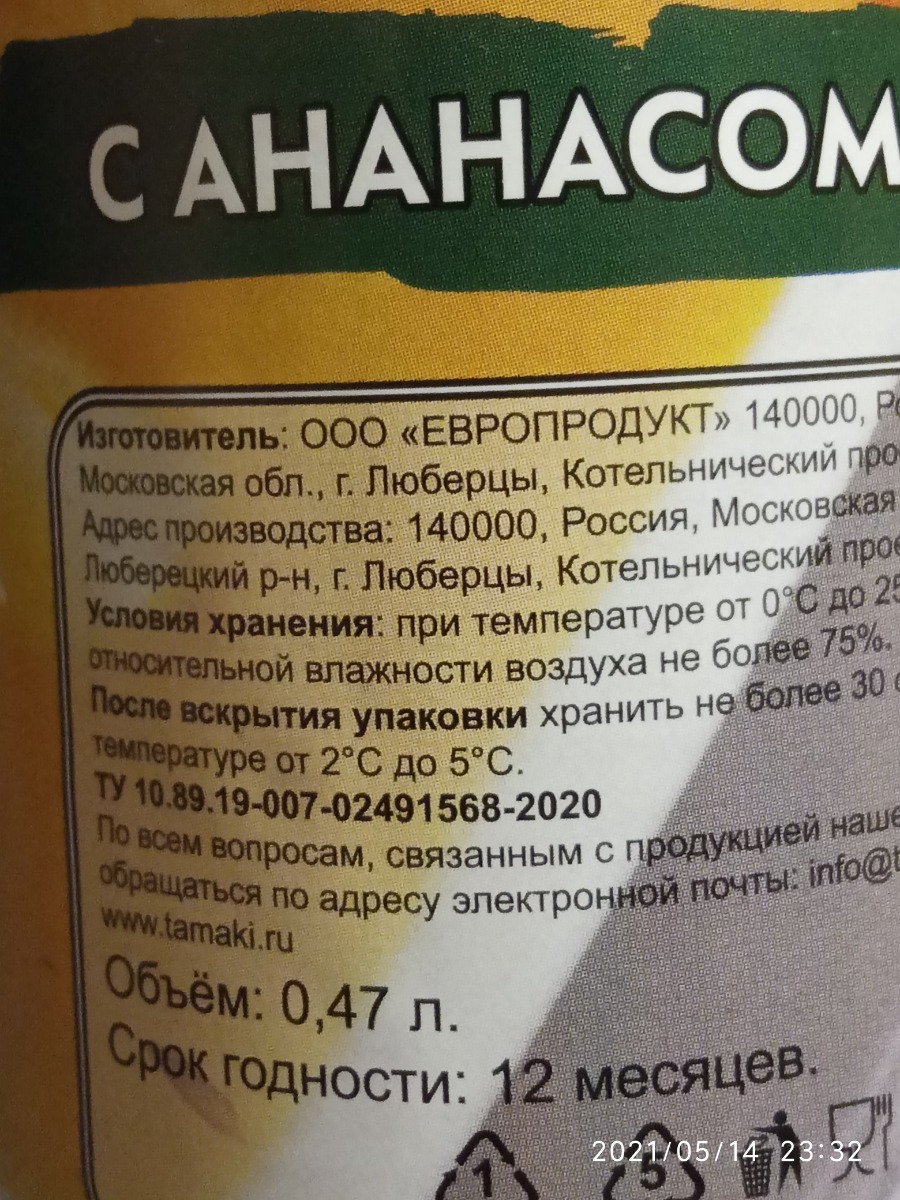 С АНАНАСОМ
Изготовитель: ООО «ЕВРОПРОДУКТ» 140000,
Московская обл., г. Люберцы, Котельнический
Адрес производства: 140000, Россия, Московская
Люберецкий р-н, г. Люберцы, Котельнический
Условия хранения: при температуре от 0°С до 25
относительной влажности воздуха не более 75%.
После вскрытия упаковки хранить не более 30
температуре от 2°С до 5°С.
ТУ 10.89.19-007-02491568-2020
По всем вопросам, связанным с продукцией
обращаться по адресу электронной почты: info@t
www.tamaki.ru
Объём: 0,47 л.
Срок годности: 12 месяцев.
1 5
2021/05/14 23:32